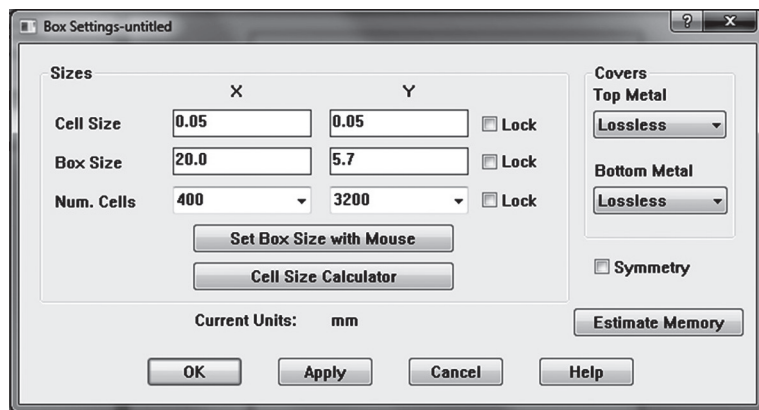 Box Settings-untitled
Sizes
X Y
Cell Size 0.05 0.05 Lock
Box Size 20.0 5.7 Lock
Num. Cells 400 3200 Lock
Set Box Size with Mouse
Cell Size Calculator
Current Units: mm
Covers
Top Metal
Lossless
Bottom Metal
Lossless
Symmetry
Estimate Memory
OK Apply Cancel Help